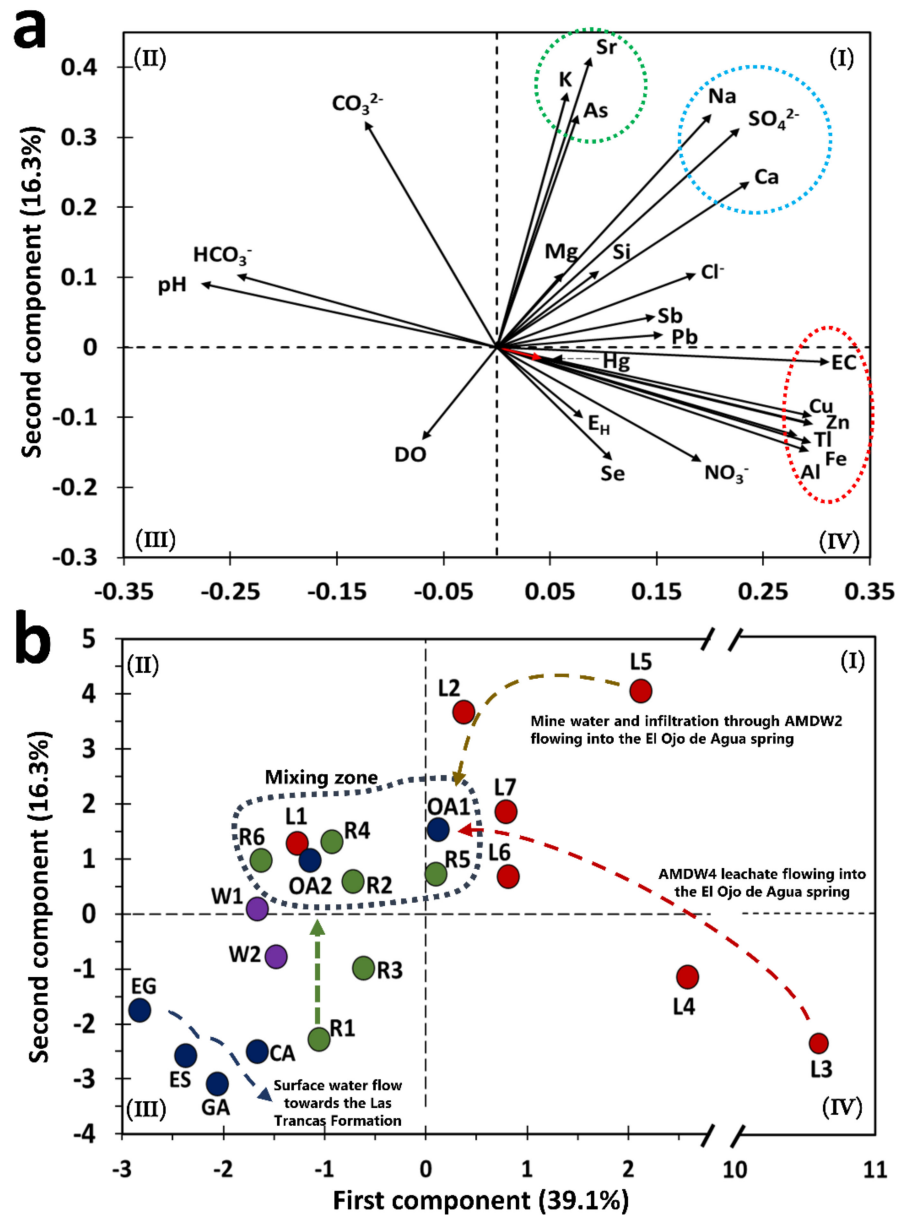 a
(II)
(I)
Second component (16.3%)
0.4
0.3
0.2
0.1
0
-0.1
-0.2
-0.3
Sr
K
As
Na
SO₄²⁻
Ca
CO₃²⁻
HCO₃⁻
pH
Mg
Si
Cl⁻
Sb
Pb
Hg
EC
Cu
Zn
Tl
Fe
Al
E_H
Se
NO₃⁻
DO
(III)
(IV)
-0.35
-0.25
-0.15
-0.05
0.05
0.15
0.25
0.35
b
(II)
(I)
Second component (16.3%)
5
4
3
2
1
0
-1
-2
-3
-4
L2
L5
Mine water and infiltration through AMDW2
flowing into the El Ojo de Agua spring
Mixing zone
L7
OA1
L1
R4
R6
L6
R5
OA2
R2
AMDW4 leachate flowing into
the El Ojo de Agua spring
W1
W2
R3
EG
R1
L4
CA
L3
ES
GA
Surface water flow
towards the Las
Trancas Formation
(III)
(IV)
-3
-2
-1
0
1
2
10
11
First component (39.1%)